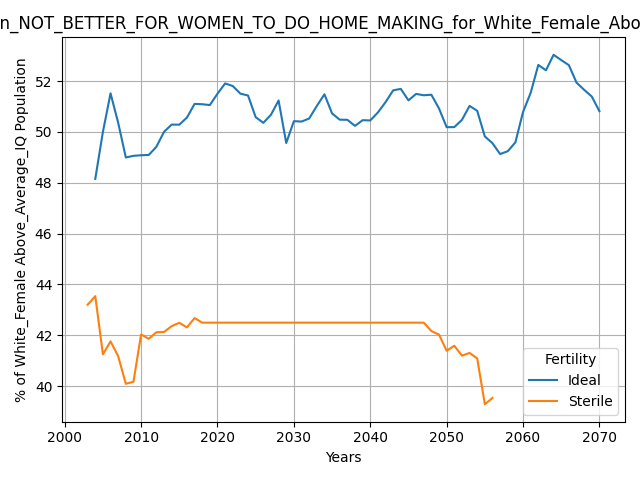 n_NOT_BETTER_FOR_WOMEN_TO_DO_HOME_MAKING_for_White_Female_Abo
% of White_Female Above_Average_IQ Population
52
50
48
46
44
42
40
2000 2010 2020 2030 2040 2050 2060 2070
Years
Fertility
Ideal
Sterile